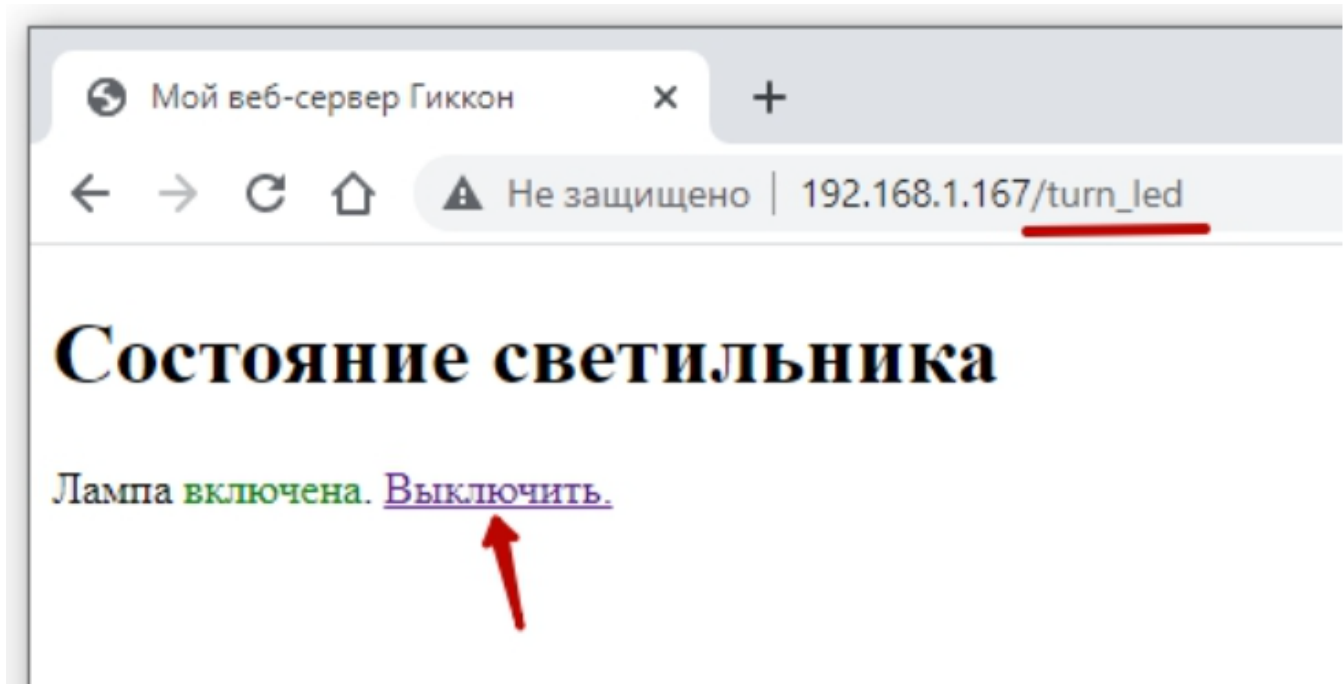 Мой веб-сервер Гиккон
Не защищено 192.168.1.167/turn_led
Состояние светильника
Лампа включена. Выключить.